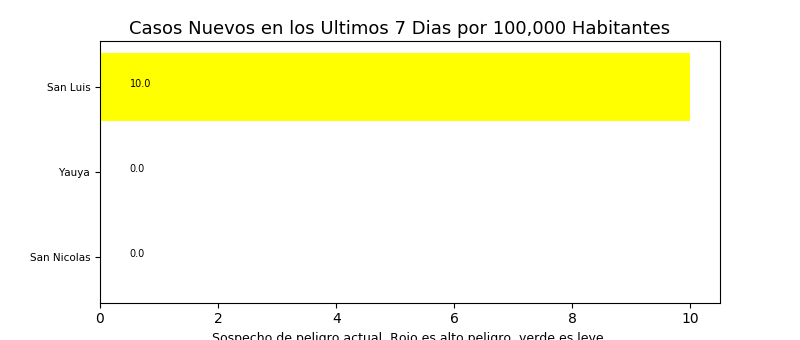 Casos Nuevos en los Ultimos 7 Dias por 100,000 Habitantes
San Luis
10.0
Yauya
0.0
San Nicolas
0.0
0 2 4 6 8 10
Sospecho de peligro actual. Rojo es alto peligro, verde es leve